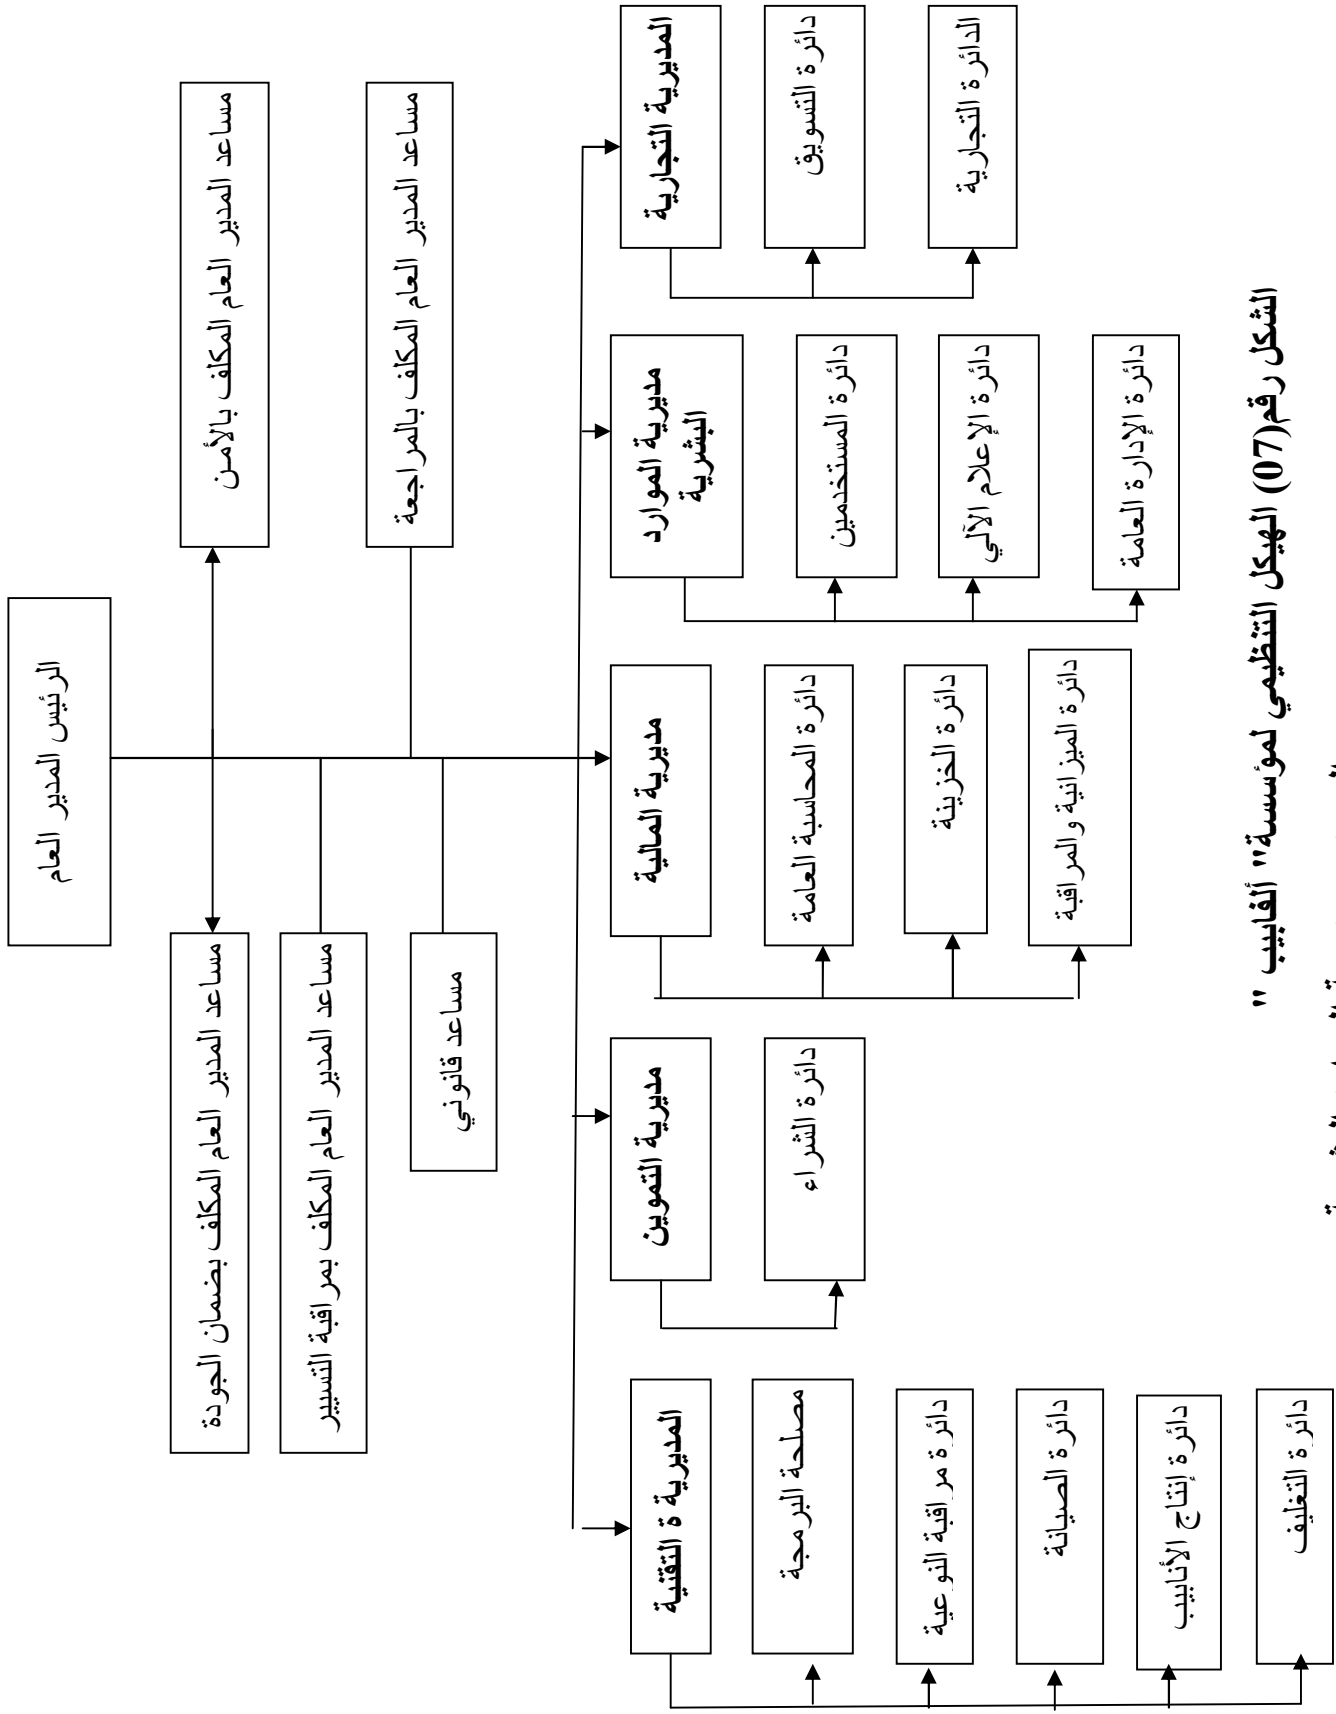 الرئيس المدير العام
مساعد المدير العام المكلف بالأمن
مساعد المدير العام المكلف بضمان الجودة
مساعد المدير العام المكلف بمراقبة التسيير
مساعد المدير العام المكلف بالمراجعة
مساعد قانوني
المديرية التجارية
دائرة التسويق
الدائرة التجارية
مديرية الموارد
البشرية
دائرة المستخدمين
دائرة الإعلام الآلي
دائرة الإدارة العامة
مديرية المالية
دائرة المحاسبة العامة
دائرة الخزينة
دائرة الميزانية والمراقبة
مديرية التموين
دائرة الشراء
المديرية ة التقنية
مصلحة البرمجة
دائرة مراقبة النوعية
دائرة الصيانة
دائرة إنتاج الأنابيب
دائرة التغليف
الشكل رقم(07) الهيكل التنظيمي لمؤسسة" ألفابيب "